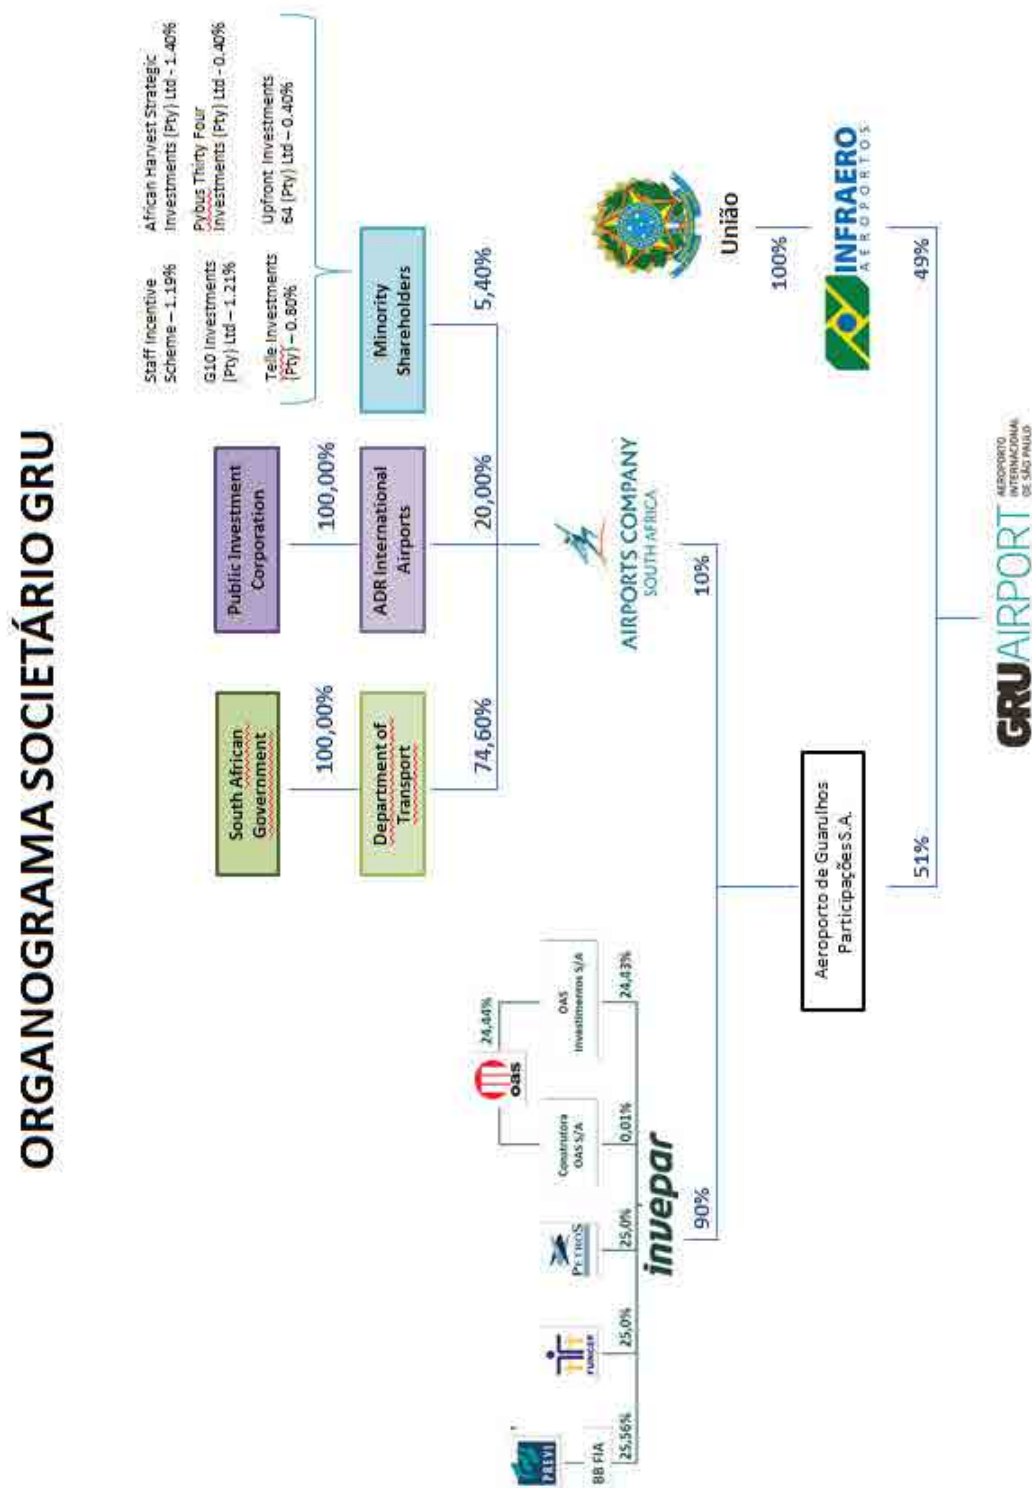 ORGANOGRAMA SOCIETÁRIO GRU
Staff Incentive
Scheme – 1.19%
African Harvest Strategic
Investments (Pty) Ltd - 1.40%
G10 Investments
(Pty) Ltd – 1.21%
Pybus Thirty Four
Investments (Pty) Ltd - 0.40%
Telle Investments
(Pty) – 0.80%
Upfront Investments
64 (Pty) Ltd – 0.40%
South African
Government
Public Investment
Corporation
100,00%
100,00%
Department of
Transport
ADR International
Airports
Minority
Shareholders
74,60%
20,00%
5,40%
oas
24,44%
PREVI
BB FIA
FUNCEF
PETROS
Construtora
OAS S/A
OAS
Investimentos S/A
25,56%
25,0%
25,0%
0,01%
24,43%
invepar
AIRPORTS COMPANY
SOUTH AFRICA
União
100%
90%
10%
INFRAERO
AEROPORTOS
Aeroporto de Guarulhos
Participações S.A.
51%
49%
GRUAIRPORT
AEROPORTO
INTERNACIONAL
DE SÃO PAULO